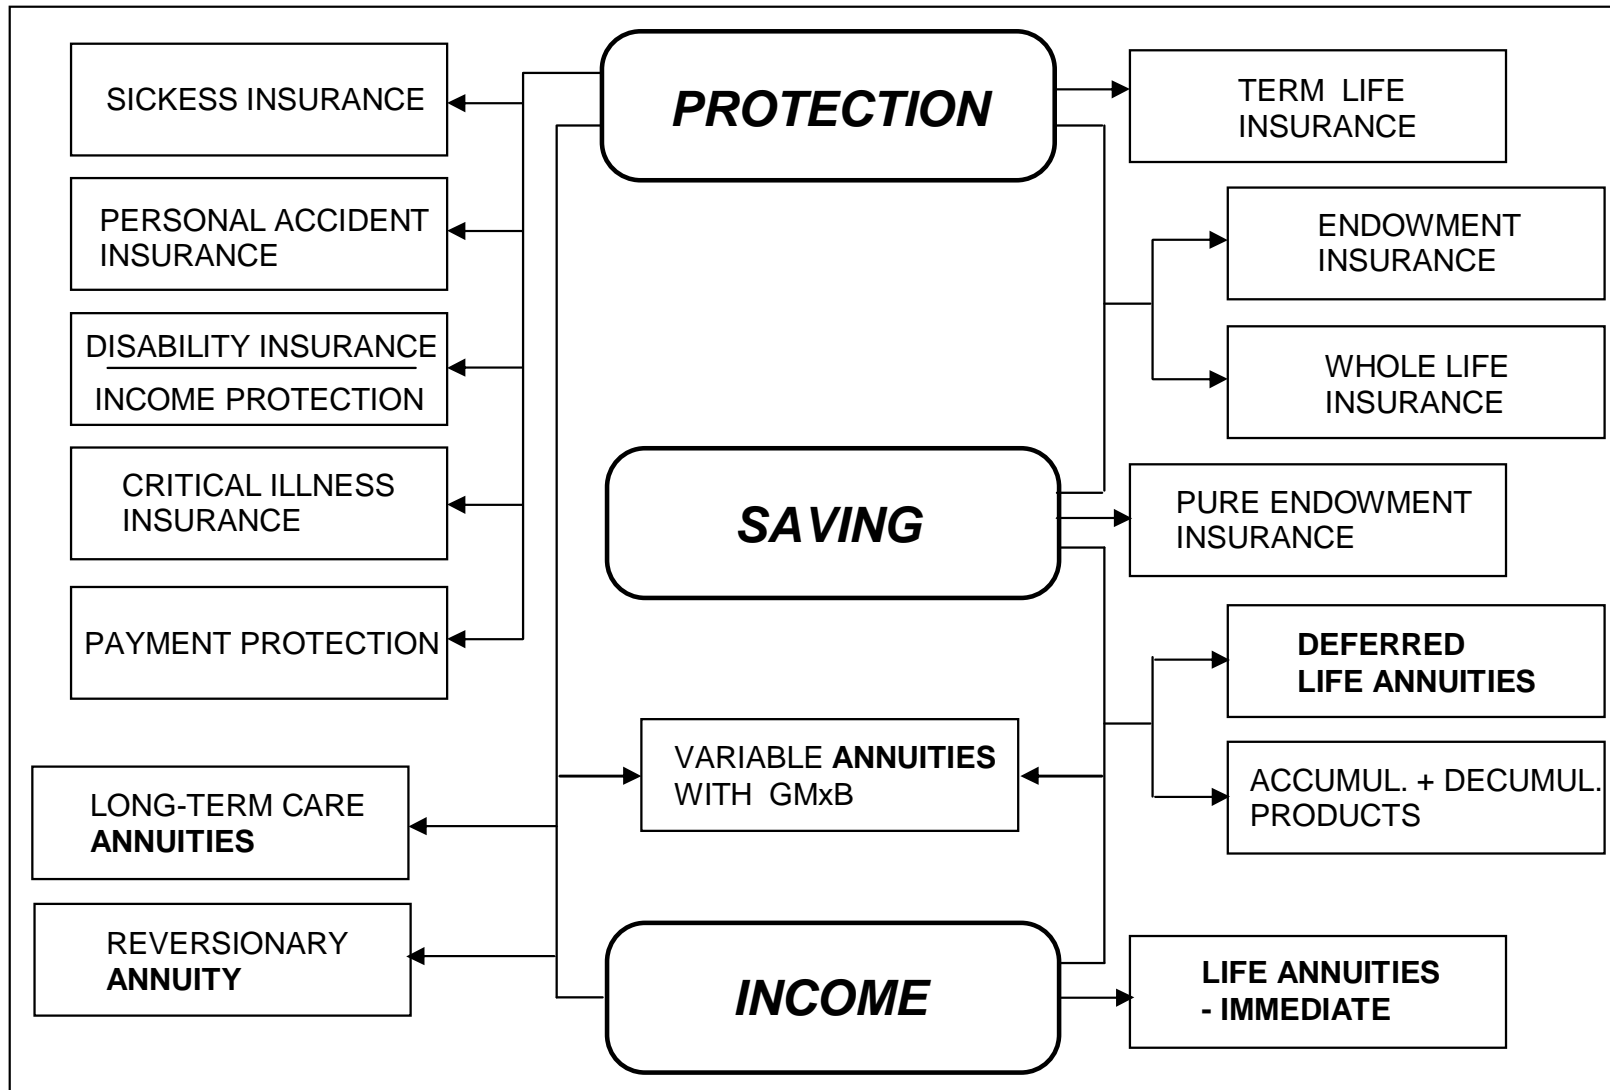 PROTECTION
SICKESS INSURANCE
TERM LIFE
INSURANCE
PERSONAL ACCIDENT
INSURANCE
ENDOWMENT
INSURANCE
DISABILITY INSURANCE
INCOME PROTECTION
WHOLE LIFE
INSURANCE
CRITICAL ILLNESS
INSURANCE
SAVING
PURE ENDOWMENT
INSURANCE
PAYMENT PROTECTION
DEFERRED
LIFE ANNUITIES
VARIABLE ANNUITIES
WITH GMxB
ACCUMUL. + DECUMUL.
PRODUCTS
LONG-TERM CARE
ANNUITIES
REVERSIONARY
ANNUITY
INCOME
LIFE ANNUITIES
- IMMEDIATE